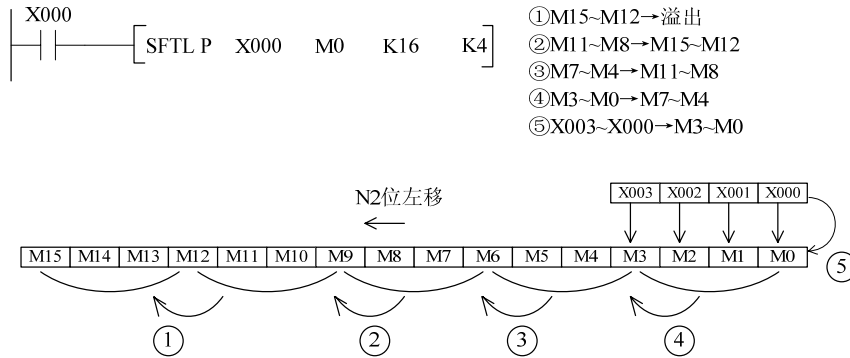 X000
SFTL P X000 M0 K16 K4
①M15~M12→溢出
②M11~M8→M15~M12
③M7~M4→M11~M8
④M3~M0→M7~M4
⑤X003~X000→M3~M0
N2位左移
X003 X002 X001 X000
M15 M14 M13 M12 M11 M10 M9 M8 M7 M6 M5 M4 M3 M2 M1 M0
⑤
① ② ③ ④